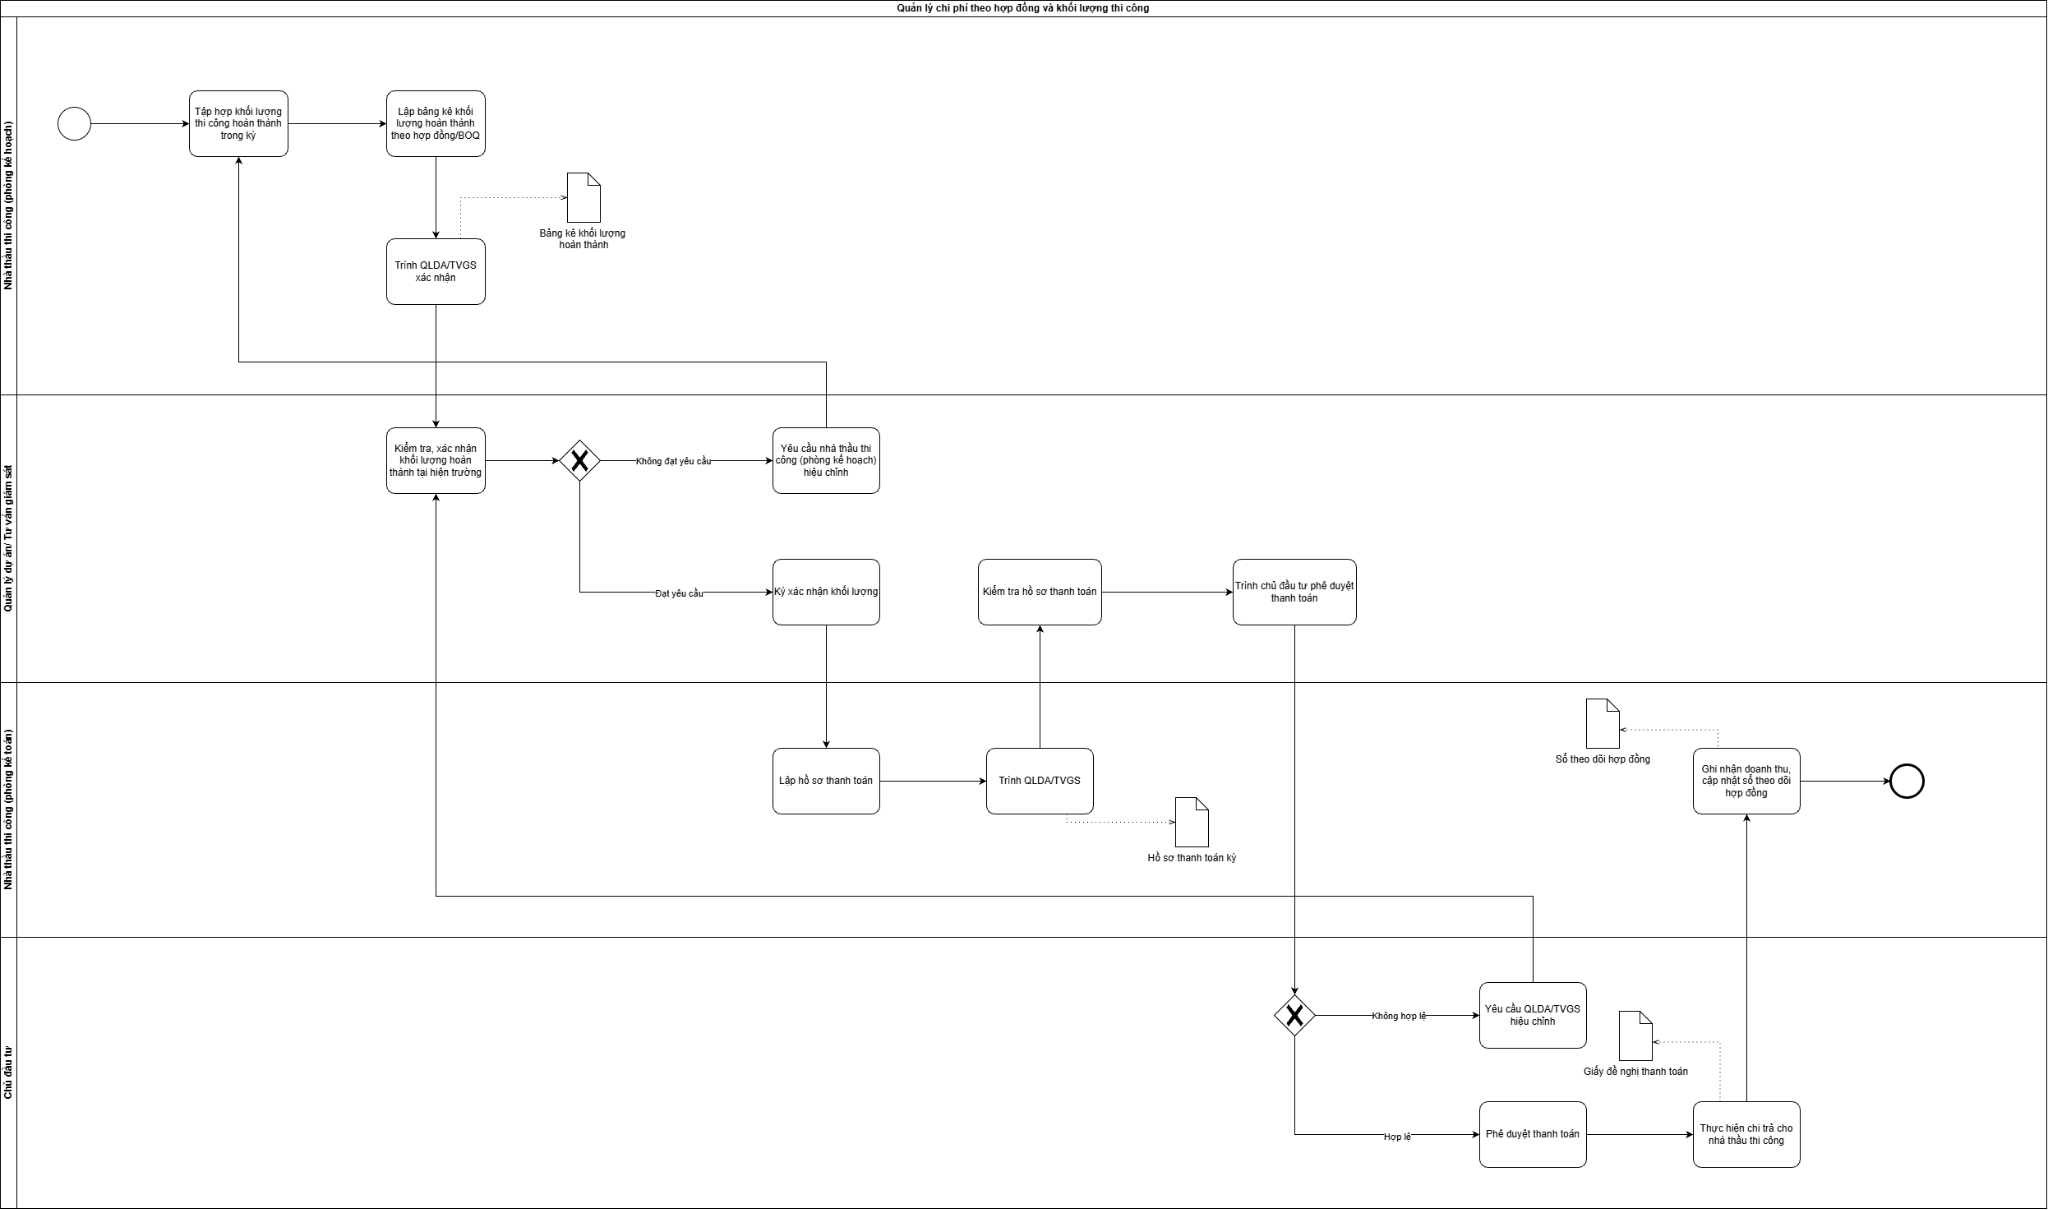 Quản lý chi phí theo hợp đồng và khối lượng thi công
Nhà thầu thi công (phòng kế hoạch)
Tập hợp khối lượng
thi công hoàn thành
trong kỳ
Lập bảng kê khối
lượng hoàn thành
theo hợp đồng/BOQ
Bảng kê khối lượng
hoàn thành
Trình QLDA/TVGS
xác nhận
Quản lý dự án/ Tư vấn giám sát
Kiểm tra, xác nhận
khối lượng hoàn
thành tại hiện trường
Không đạt yêu cầu
Yêu cầu nhà thầu thi
công (phòng kế hoạch)
hiệu chỉnh
Đạt yêu cầu
Ký xác nhận khối lượng
Kiểm tra hồ sơ thanh toán
Trình chủ đầu tư phê duyệt
thanh toán
Nhà thầu thi công (phòng kế toán)
Lập hồ sơ thanh toán
Trình QLDA/TVGS
Hồ sơ thanh toán kỳ
Sổ theo dõi hợp đồng
Ghi nhận doanh thu,
cập nhật sổ theo dõi
hợp đồng
Chủ đầu tư
Không hợp lệ
Yêu cầu QLDA/TVGS
hiệu chỉnh
Giấy đề nghị thanh toán
Hợp lệ
Phê duyệt thanh toán
Thực hiện chi trả cho
nhà thầu thi công